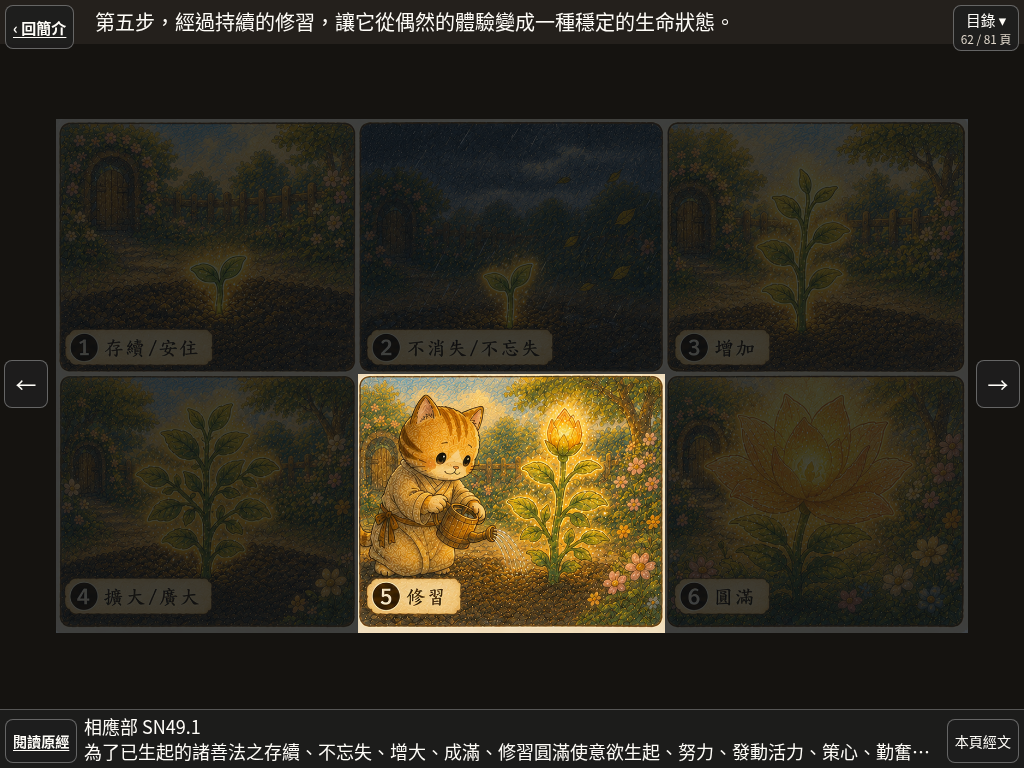 ‹ 回簡介
第五步，經過持續的修習，讓它從偶然的體驗變成一種穩定的生命狀態。
目錄 ▾
62 / 81 頁
1 存續/安住
2 不消失/不忘失
3 增加
←
→
4 擴大/廣大
5 修習
6 圓滿
閱讀原經
相應部 SN49.1
為了已生起的諸善法之存續、不忘失、增大、成滿、修習圓滿使意欲生起、努力、發動活力、策心、勤奮…
本頁經文